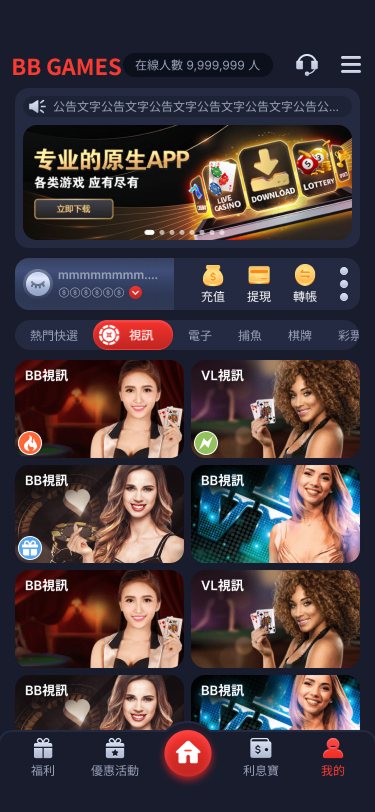 BB GAMES
在線人數 9,999,999 人
公告文字公告文字公告文字公告文字公告文字公告公...
专业的原生APP
各类游戏 应有尽有
立即下载
LIVE CASINO
DOWNLOAD
LOTTERY
mmmmmmmm....
充值
提現
轉帳
熱門快選
視訊
電子
捕魚
棋牌
彩票
BB視訊
VL視訊
BB視訊
BB視訊
BB視訊
VL視訊
BB視訊
BB視訊
福利
優惠活動
利息寶
我的